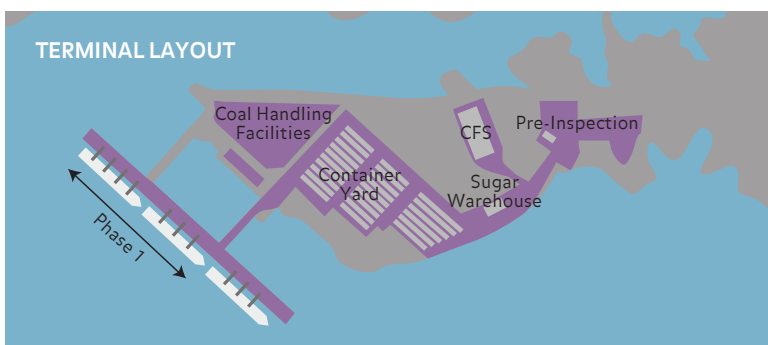 TERMINAL LAYOUT
Coal Handling
Facilities
CFS
Pre-Inspection
Container
Yard
Sugar
Warehouse
Phase 1